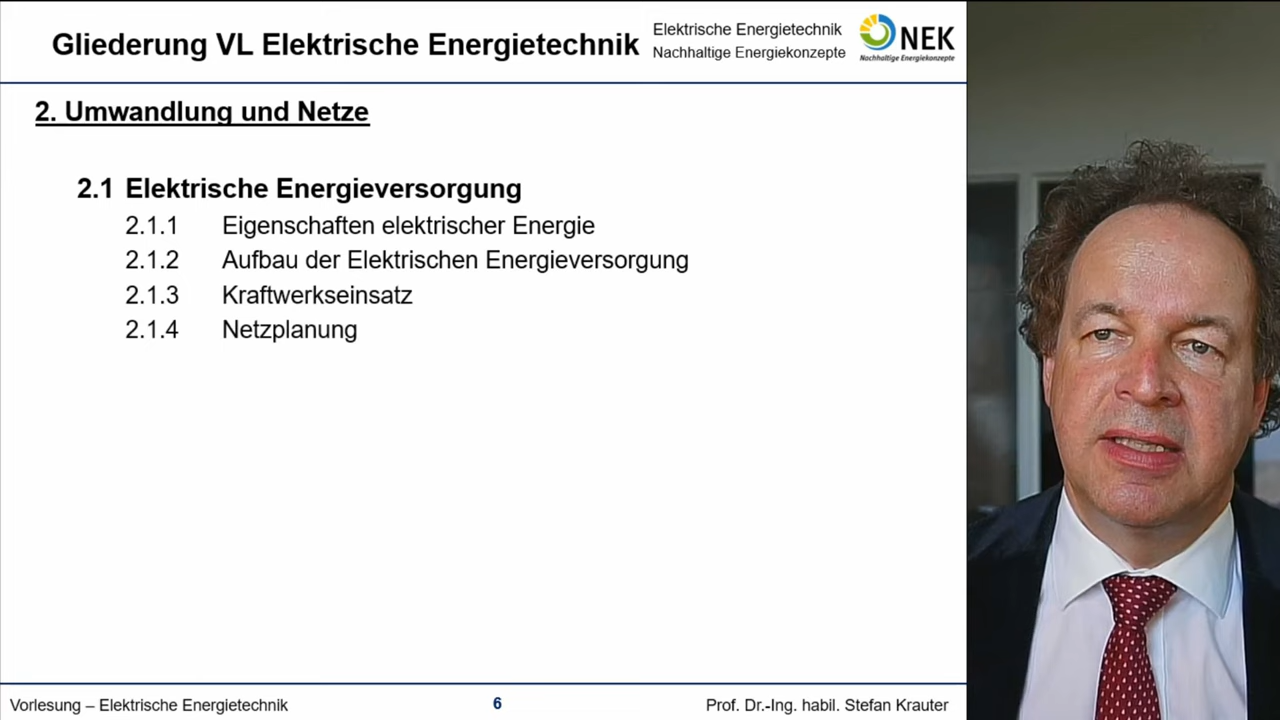 Gliederung VL Elektrische Energietechnik
Elektrische Energietechnik
Nachhaltige Energiekonzepte
NEK
Nachhaltige Energiekonzepte
2. Umwandlung und Netze
2.1 Elektrische Energieversorgung
2.1.1 Eigenschaften elektrischer Energie
2.1.2 Aufbau der Elektrischen Energieversorgung
2.1.3 Kraftwerkseinsatz
2.1.4 Netzplanung
Vorlesung – Elektrische Energietechnik
6
Prof. Dr.-Ing. habil. Stefan Krauter